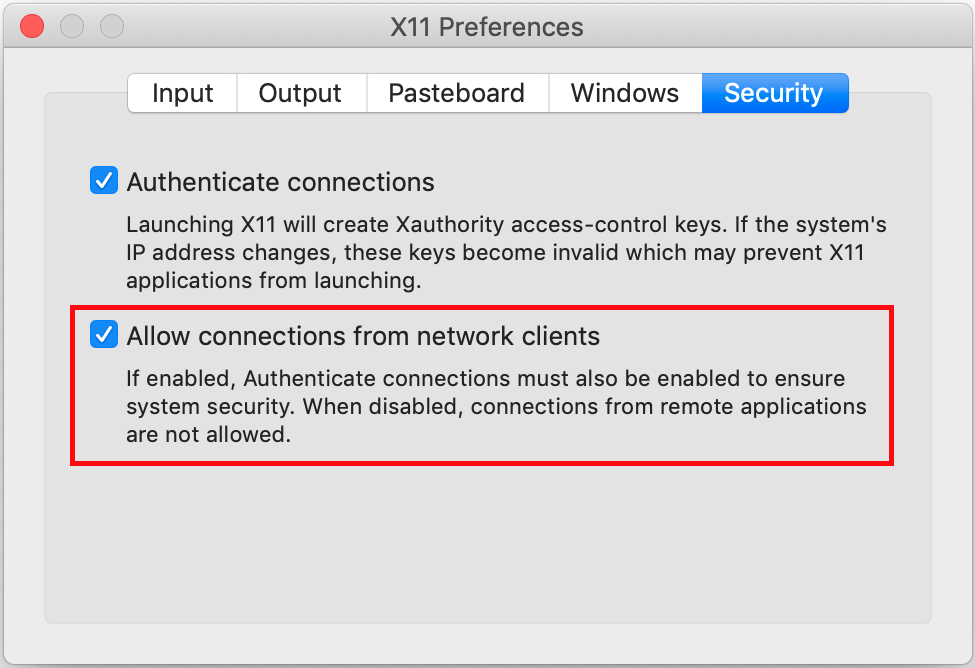 X11 Preferences
Input Output Pasteboard Windows Security
Authenticate connections
Launching X11 will create Xauthority access-control keys. If the system's
IP address changes, these keys become invalid which may prevent X11
applications from launching.
Allow connections from network clients
If enabled, Authenticate connections must also be enabled to ensure
system security. When disabled, connections from remote applications
are not allowed.